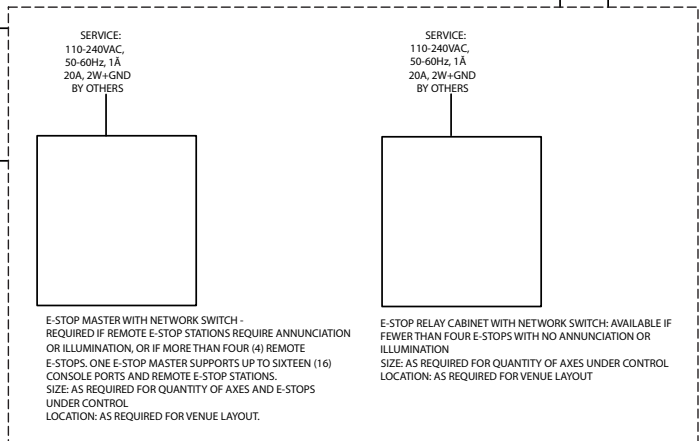 SERVICE:
110-240VAC,
50-60Hz, 1Ā
20A, 2W+GND
BY OTHERS
E-STOP MASTER WITH NETWORK SWITCH -
REQUIRED IF REMOTE E-STOP STATIONS REQUIRE ANNUNCIATION
OR ILLUMINATION, OR IF MORE THAN FOUR (4) REMOTE
E-STOPS. ONE E-STOP MASTER SUPPORTS UP TO SIXTEEN (16)
CONSOLE PORTS AND REMOTE E-STOP STATIONS.
SIZE: AS REQUIRED FOR QUANTITY OF AXES AND E-STOPS
UNDER CONTROL
LOCATION: AS REQUIRED FOR VENUE LAYOUT.
SERVICE:
110-240VAC,
50-60Hz, 1Ā
20A, 2W+GND
BY OTHERS
E-STOP RELAY CABINET WITH NETWORK SWITCH: AVAILABLE IF
FEWER THAN FOUR E-STOPS WITH NO ANNUNCIATION OR
ILLUMINATION
SIZE: AS REQUIRED FOR QUANTITY OF AXES UNDER CONTROL
LOCATION: AS REQUIRED FOR VENUE LAYOUT